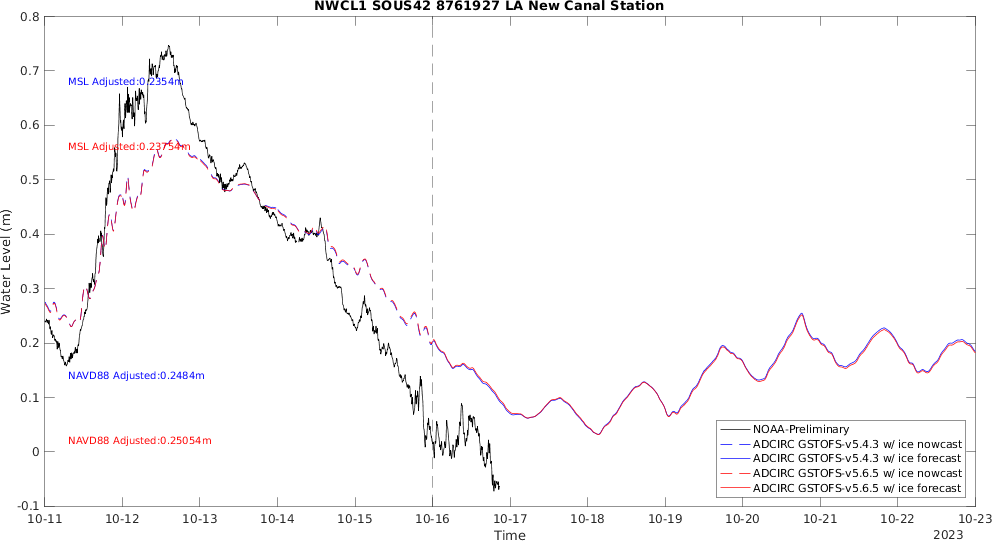 NWCL1 SOUS42 8761927 LA New Canal Station
0.8
0.7
0.6
0.5
0.4
0.3
0.2
0.1
0
-0.1
Water Level (m)
MSL Adjusted:0.2354m
MSL Adjusted:0.23754m
NAVD88 Adjusted:0.2484m
NAVD88 Adjusted:0.25054m
NOAA-Preliminary
ADCIRC GSTOFS-v5.4.3 w/ ice nowcast
ADCIRC GSTOFS-v5.4.3 w/ ice forecast
ADCIRC GSTOFS-v5.6.5 w/ ice nowcast
ADCIRC GSTOFS-v5.6.5 w/ ice forecast
10-11 10-12 10-13 10-14 10-15 10-16 10-17 10-18 10-19 10-20 10-21 10-22 10-23
Time
2023